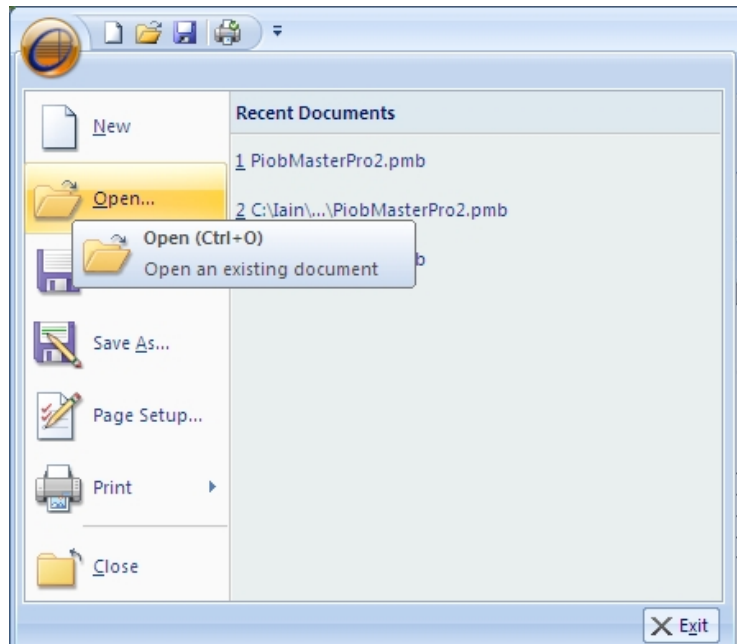 New
Open...
Save As...
Page Setup...
Print
Close
Recent Documents
1 PiobMasterPro2.pmb
2 C:\Iain\...\PiobMasterPro2.pmb
b
Open (Ctrl+O)
Open an existing document
Exit